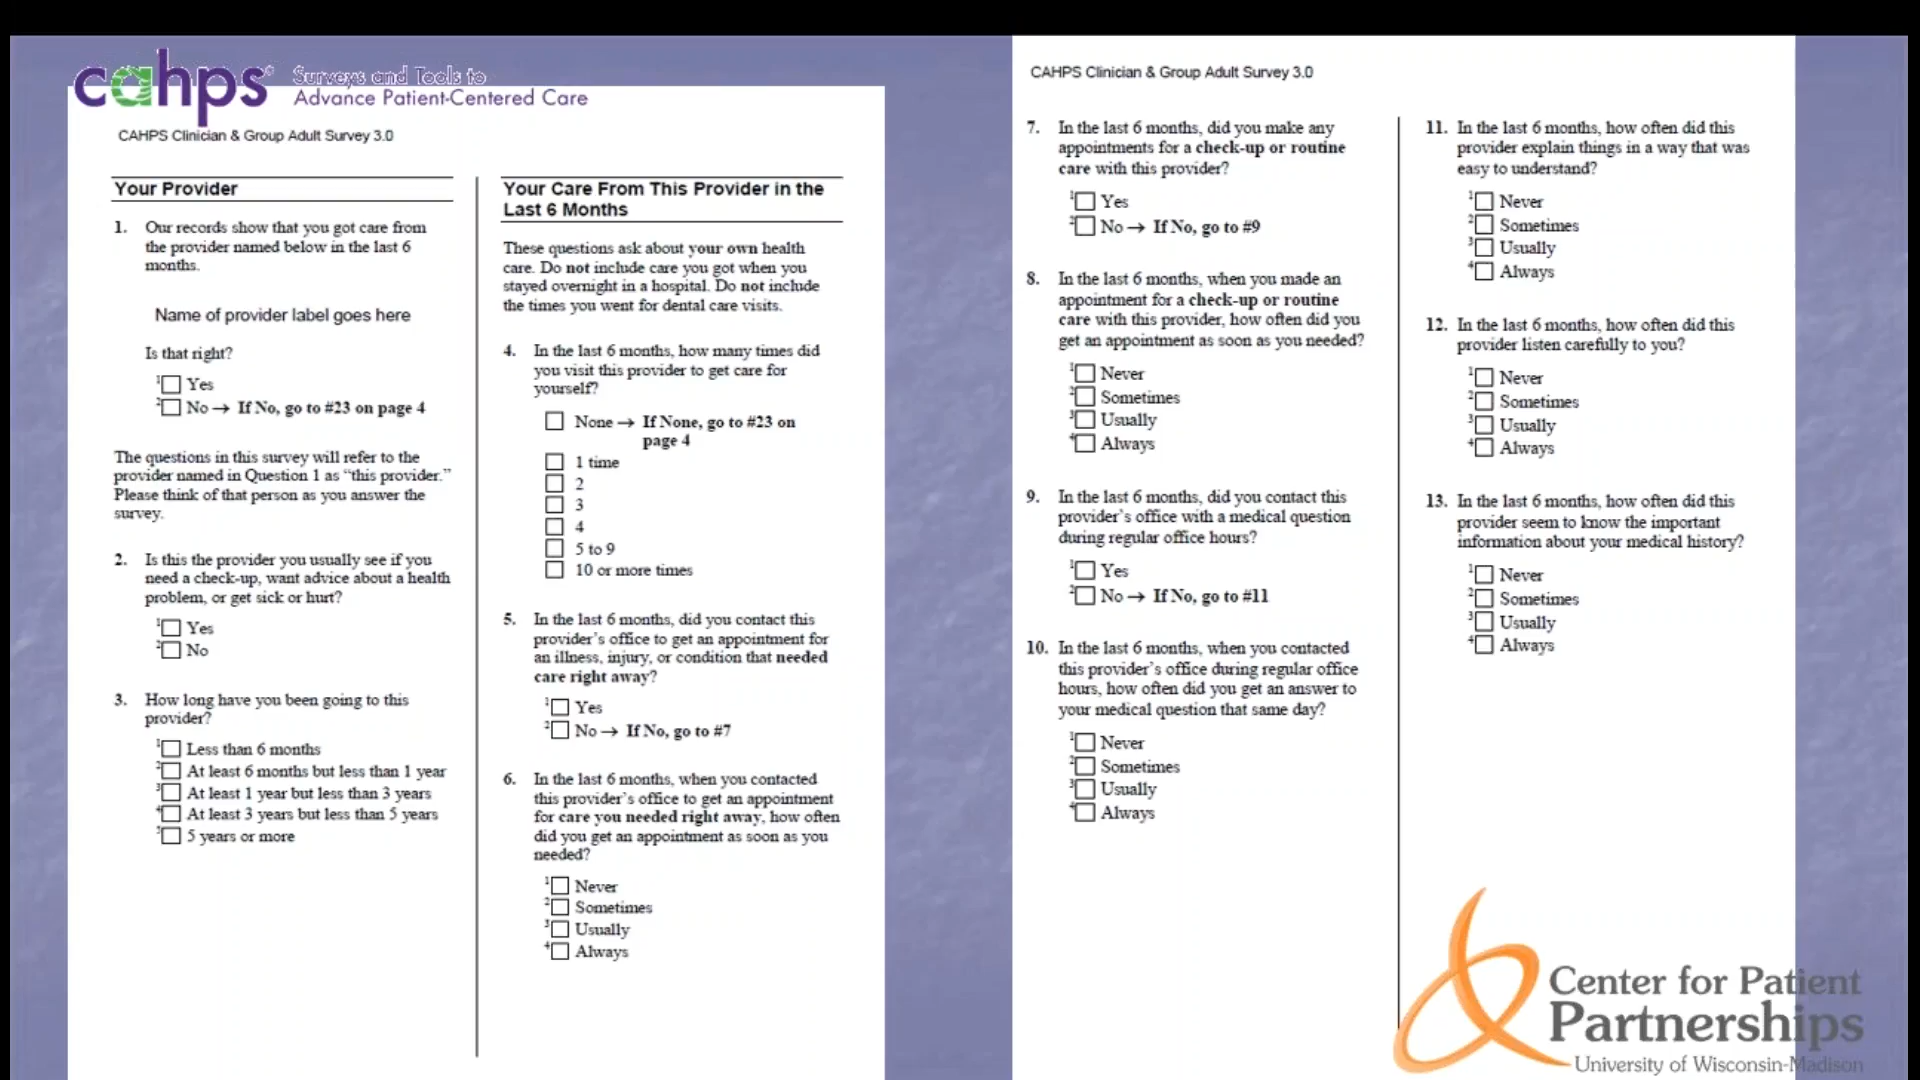 cahps® Surveys and Tools to
Advance Patient-Centered Care
CAHPS Clinician & Group Adult Survey 3.0
Your Provider
1. Our records show that you got care from
the provider named below in the last 6
months.
Name of provider label goes here
Is that right?
1 Yes
2 No → If No, go to #23 on page 4
The questions in this survey will refer to the
provider named in Question 1 as “this provider.”
Please think of that person as you answer the
survey.
2. Is this the provider you usually see if you
need a check-up, want advice about a health
problem, or get sick or hurt?
1 Yes
2 No
3. How long have you been going to this
provider?
1 Less than 6 months
2 At least 6 months but less than 1 year
3 At least 1 year but less than 3 years
4 At least 3 years but less than 5 years
5 5 years or more
Your Care From This Provider in the
Last 6 Months
These questions ask about your own health
care. Do not include care you got when you
stayed overnight in a hospital. Do not include
the times you went for dental care visits.
4. In the last 6 months, how many times did
you visit this provider to get care for
yourself?
None → If None, go to #23 on
page 4
1 time
2
3
4
5 to 9
10 or more times
5. In the last 6 months, did you contact this
provider’s office to get an appointment for
an illness, injury, or condition that needed
care right away?
1 Yes
2 No → If No, go to #7
6. In the last 6 months, when you contacted
this provider’s office to get an appointment
for care you needed right away, how often
did you get an appointment as soon as you
needed?
1 Never
2 Sometimes
3 Usually
4 Always
CAHPS Clinician & Group Adult Survey 3.0
7. In the last 6 months, did you make any
appointments for a check-up or routine
care with this provider?
1 Yes
2 No → If No, go to #9
8. In the last 6 months, when you made an
appointment for a check-up or routine
care with this provider, how often did you
get an appointment as soon as you needed?
1 Never
2 Sometimes
3 Usually
4 Always
9. In the last 6 months, did you contact this
provider’s office with a medical question
during regular office hours?
1 Yes
2 No → If No, go to #11
10. In the last 6 months, when you contacted
this provider’s office during regular office
hours, how often did you get an answer to
your medical question that same day?
1 Never
2 Sometimes
3 Usually
4 Always
11. In the last 6 months, how often did this
provider explain things in a way that was
easy to understand?
1 Never
2 Sometimes
3 Usually
4 Always
12. In the last 6 months, how often did this
provider listen carefully to you?
1 Never
2 Sometimes
3 Usually
4 Always
13. In the last 6 months, how often did this
provider seem to know the important
information about your medical history?
1 Never
2 Sometimes
3 Usually
4 Always
Center for Patient
Partnerships
University of Wisconsin-Madison